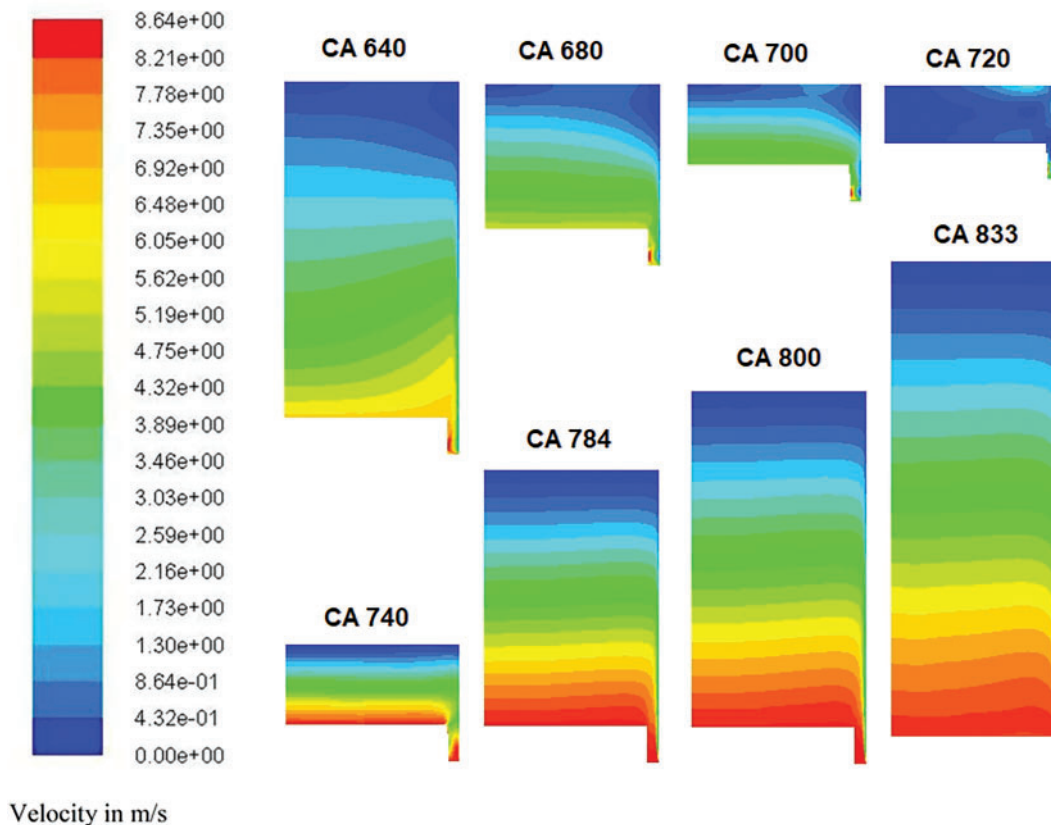 8.64e+00
8.21e+00
7.78e+00
7.35e+00
6.92e+00
6.48e+00
6.05e+00
5.62e+00
5.19e+00
4.75e+00
4.32e+00
3.89e+00
3.46e+00
3.03e+00
2.59e+00
2.16e+00
1.73e+00
1.30e+00
8.64e-01
4.32e-01
0.00e+00
CA 640
CA 680
CA 700
CA 720
CA 833
CA 800
CA 784
CA 740
Velocity in m/s